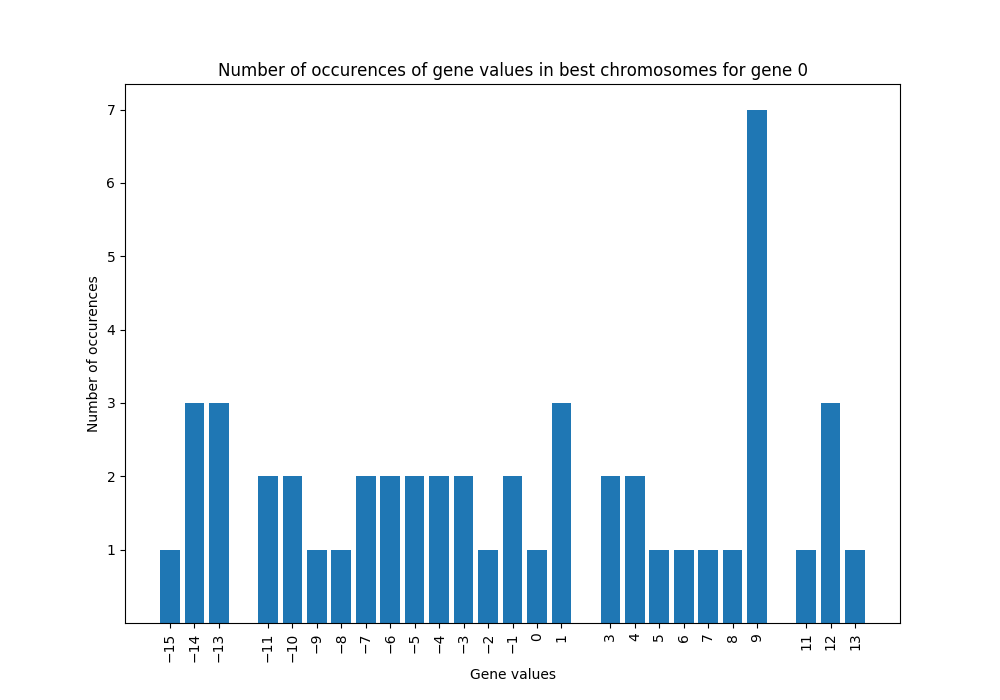 Number of occurences of gene values in best chromosomes for gene 0
Number of occurences
7
6
5
4
3
2
1
−15 −14 −13 −11 −10 −9 −8 −7 −6 −5 −4 −3 −2 −1 0 1 3 4 5 6 7 8 9 11 12 13
Gene values